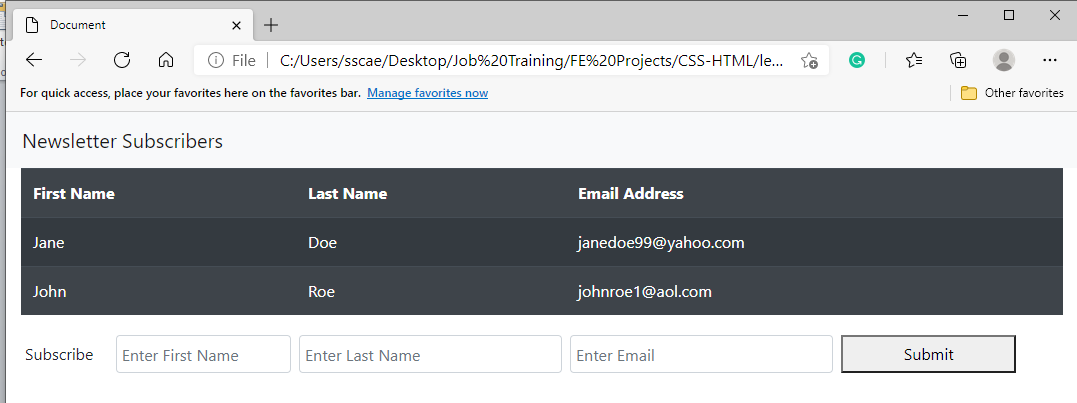 Document
File C:/Users/sscae/Desktop/Job%20Training/FE%20Projects/CSS-HTML/le...
For quick access, place your favorites here on the favorites bar. Manage favorites now Other favorites
Newsletter Subscribers
First Name Last Name Email Address
Jane Doe janedoe99@yahoo.com
John Roe johnroe1@aol.com
Subscribe Enter First Name Enter Last Name Enter Email Submit